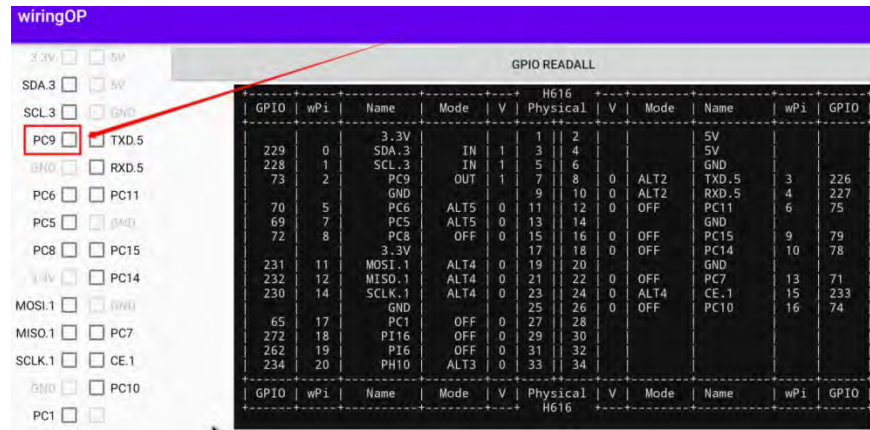 wiringOP
3.3V 5V
SDA.3 5V
SCL.3 GND
PC9 TXD.5
GND RXD.5
PC6 PC11
PC5 GND
PC8 PC15
3.3V PC14
MOSI.1 GND
MISO.1 PC7
SCLK.1 CE.1
GND PC10
PC1
GPIO READALL
+------+-----+----------+--------+---+ H616 +---+--------+----------+-----+------+
| GPIO | wPi | Name | Mode | V | Physical | V | Mode | Name | wPi | GPIO |
| | | 3.3V | | | 1 || 2 | | | 5V | | |
| 229 | 0 | SDA.3 | IN | 1 | 3 || 4 | | | 5V | | |
| 228 | 1 | SCL.3 | IN | 1 | 5 || 6 | | | GND | | |
| 73 | 2 | PC9 | OUT | 1 | 7 || 8 | 0 | ALT2 | TXD.5 | 3 | 226 |
| | | GND | | | 9 || 10 | 0 | ALT2 | RXD.5 | 4 | 227 |
| 70 | 5 | PC6 | ALT5 | 0 | 11 || 12 | 0 | OFF | PC11 | 6 | 75 |
| 69 | 7 | PC5 | ALT5 | 0 | 13 || 14 | | | GND | | |
| 72 | 8 | PC8 | OFF | 0 | 15 || 16 | 0 | OFF | PC15 | 9 | 79 |
| | | 3.3V | | | 17 || 18 | 0 | OFF | PC14 | 10 | 78 |
| 231 | 11 | MOSI.1 | ALT4 | 0 | 19 || 20 | | | GND | | |
| 232 | 12 | MISO.1 | ALT4 | 0 | 21 || 22 | 0 | OFF | PC7 | 13 | 71 |
| 230 | 14 | SCLK.1 | ALT4 | 0 | 23 || 24 | 0 | ALT4 | CE.1 | 15 | 233 |
| | | GND | | | 25 || 26 | 0 | OFF | PC10 | 16 | 74 |
| 65 | 17 | PC1 | OFF | 0 | 27 || 28 | | | | | |
| 272 | 18 | PI16 | OFF | 0 | 29 || 30 | | | | | |
| 262 | 19 | PI6 | OFF | 0 | 31 || 32 | | | | | |
| 234 | 20 | PH10 | ALT3 | 0 | 33 || 34 | | | | | |
| GPIO | wPi | Name | Mode | V | Physical | V | Mode | Name | wPi | GPIO |
+------+-----+----------+--------+---+ H616 +---+--------+----------+-----+------+